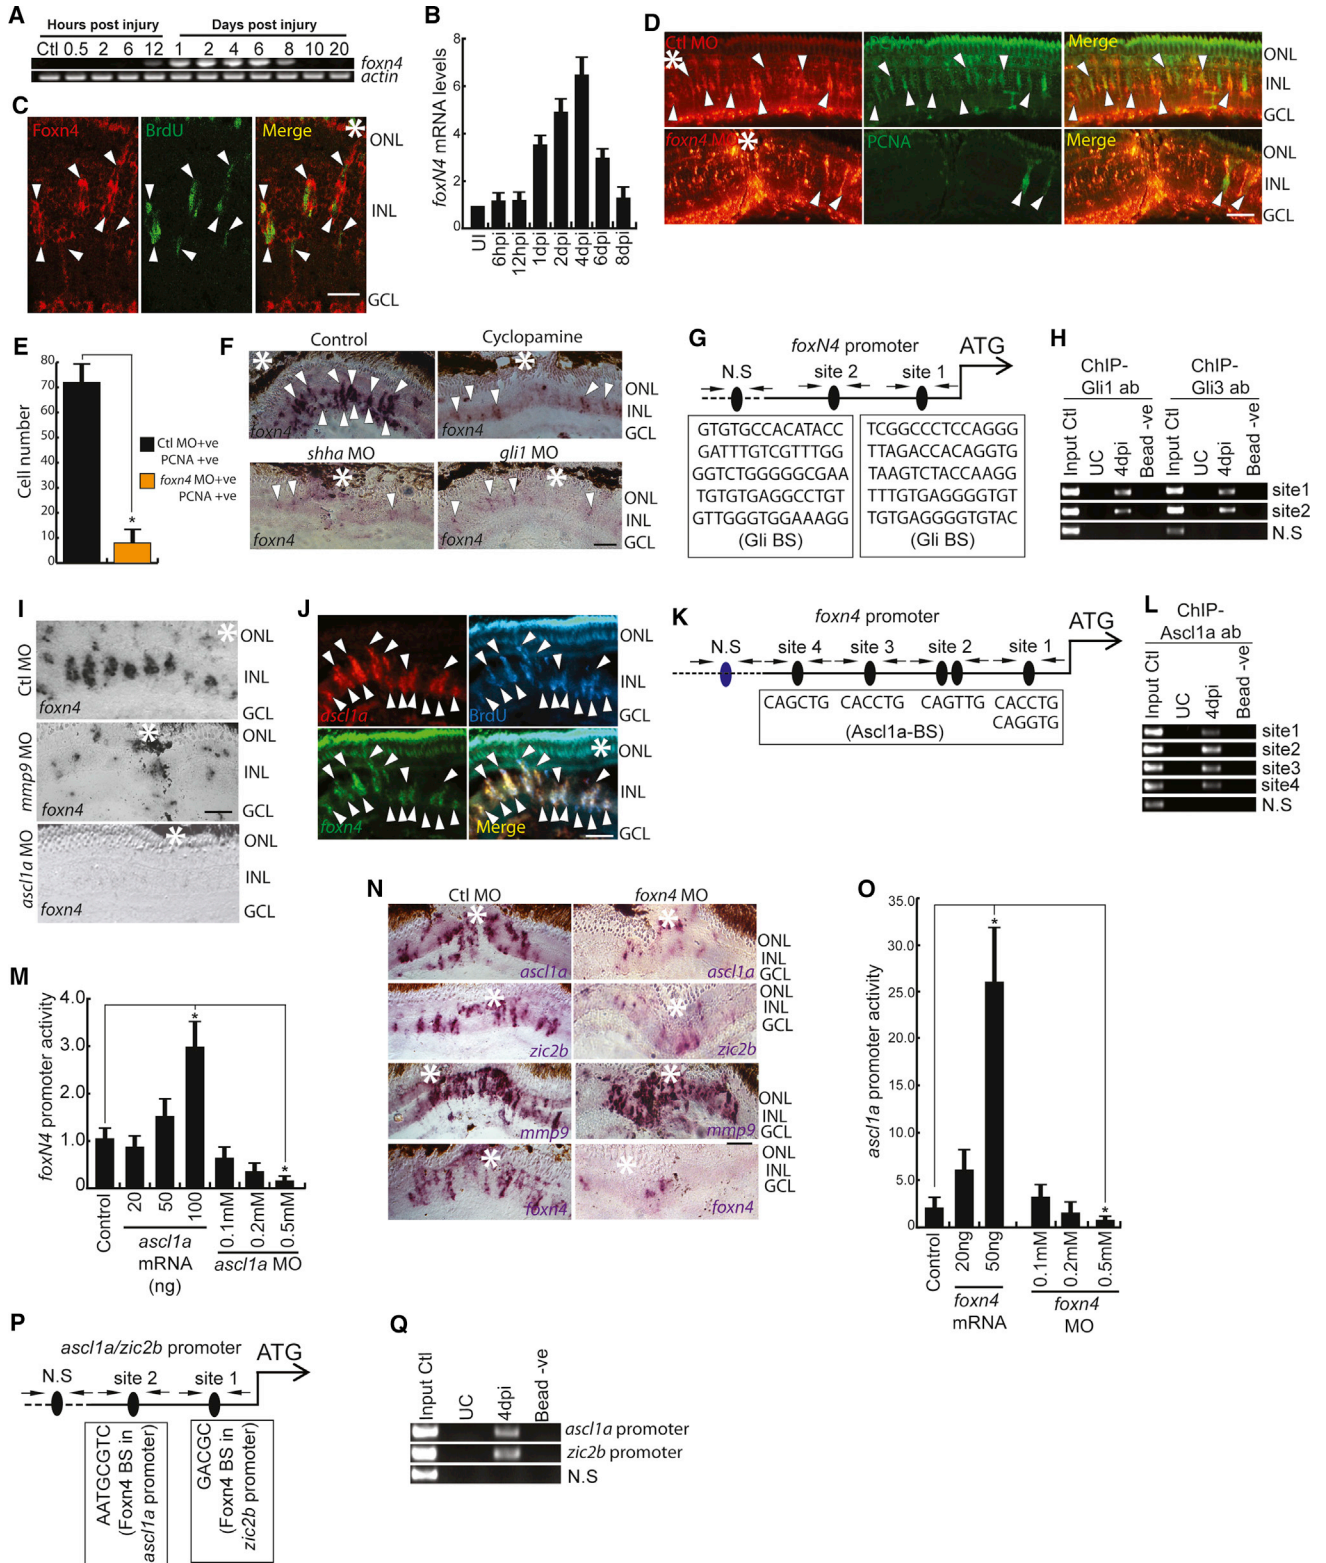 A
Hours post injury
Days post injury
Ctl 0.5 2 6 12 1 2 4 6 8 10 20
foxn4
actin
B
foxN4 mRNA levels
8
6
4
2
0
UI
6hpi
12hpi
1dpi
2dpi
4dpi
6dpi
8dpi
C
Foxn4
BrdU
Merge
ONL
INL
GCL
D
Ctl MO
PCNA
Merge
ONL
INL
GCL
foxn4 MO
PCNA
Merge
ONL
INL
GCL
E
Cell number
80
70
60
50
40
30
20
10
0
*
Ctl MO+ve
PCNA +ve
foxn4 MO+ve
PCNA +ve
F
Control
Cyclopamine
foxn4
foxn4
ONL
INL
GCL
shha MO
gli1 MO
foxn4
foxn4
ONL
INL
GCL
G
foxN4 promoter
ATG
N.S
site 2
site 1
GTGTGCCACATACC
GATTTGTCGTTTGG
GGTCTGGGGGCGAA
TGTGTGAGGCCTGT
GTTGGGTGGAAAGG
(Gli BS)
TCGGCCCTCCAGGG
TTAGACCACAGGTG
TAAGTCTACCAAGG
TTTGTGAGGGGTGT
TGTGAGGGGTGTAC
(Gli BS)
H
ChIP-
Gli1 ab
ChIP-
Gli3 ab
Input Ctl
UC
4dpi
Bead -ve
Input Ctl
UC
4dpi
Bead -ve
site1
site2
N.S
I
Ctl MO
foxn4
ONL
INL
GCL
mmp9 MO
foxn4
ONL
INL
GCL
ascl1a MO
foxn4
ONL
INL
GCL
J
ascl1a
BrdU
ONL
INL
GCL
foxn4
Merge
ONL
INL
GCL
K
foxn4 promoter
ATG
N.S
site 4
site 3
site 2
site 1
CAGCTG CACCTG CAGTTG CACCTG
CAGGTG
(Ascl1a-BS)
L
ChIP-
Ascl1a ab
Input Ctl
UC
4dpi
Bead -ve
site1
site2
site3
site4
N.S
M
foxN4 promoter activity
4.0
3.0
2.0
1.0
0
*
*
Control
20
50
100
0.1mM
0.2mM
0.5mM
ascl1a
mRNA
(ng)
ascl1a MO
N
Ctl MO
foxn4 MO
ascl1a
ascl1a
ONL
INL
GCL
zic2b
zic2b
ONL
INL
GCL
mmp9
mmp9
ONL
INL
GCL
foxn4
foxn4
ONL
INL
GCL
O
ascl1a promoter activity
35.0
30.0
25.0
20.0
15.0
10.0
5.0
0
*
*
Control
20ng
50ng
0.1mM
0.2mM
0.5mM
foxn4
mRNA
foxn4
MO
P
ascl1a/zic2b promoter
ATG
N.S
site 2
site 1
AATGCGTC
(Foxn4 BS in
ascl1a promoter)
GACGC
(Foxn4 BS in
zic2b promoter)
Q
Input Ctl
UC
4dpi
Bead -ve
ascl1a promoter
zic2b promoter
N.S